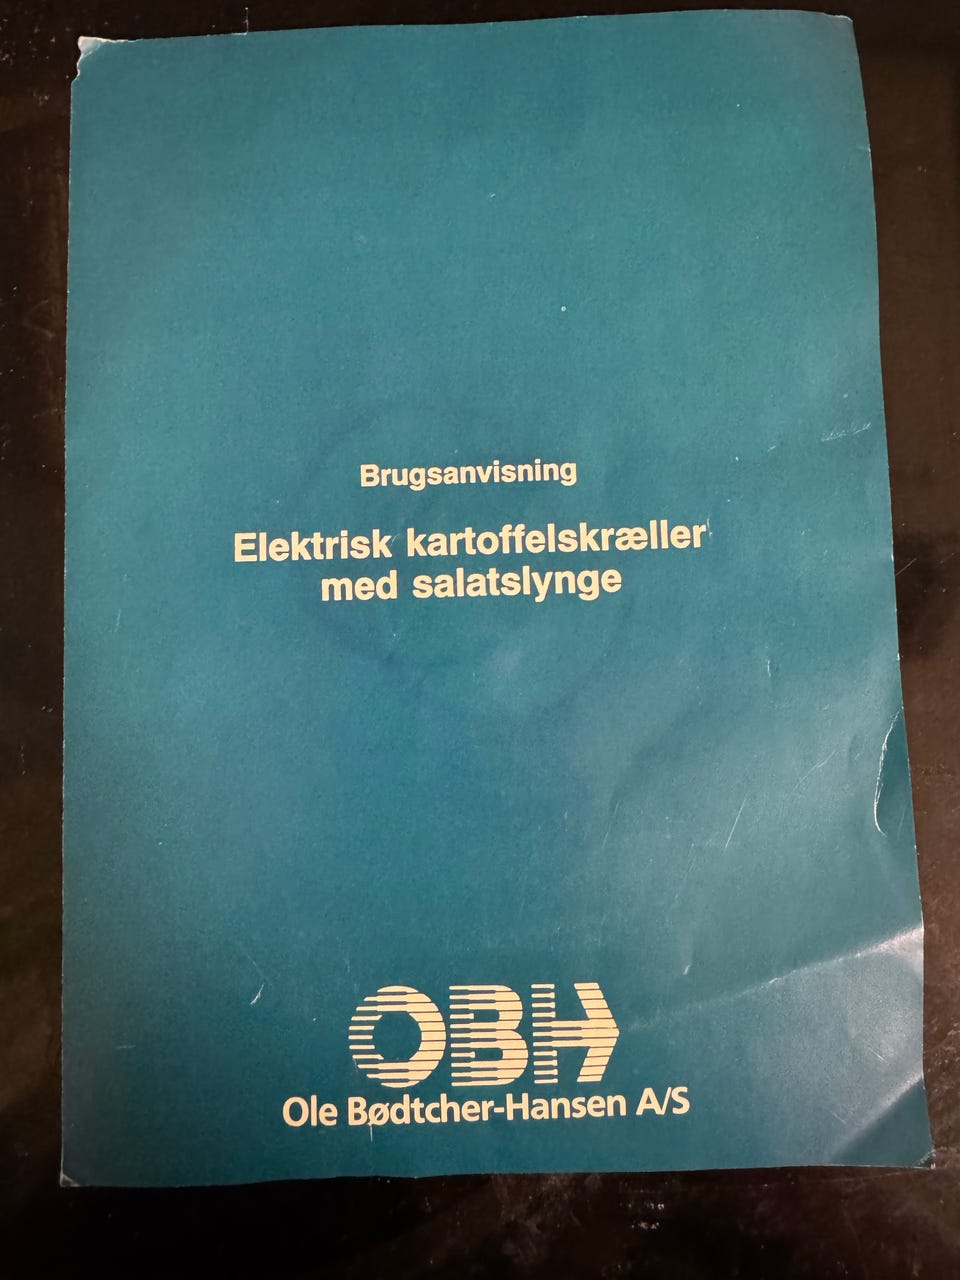 Brugsanvisning
Elektrisk kartoffelskræller
med salatslynge
OBH
Ole Bødtcher-Hansen A/S